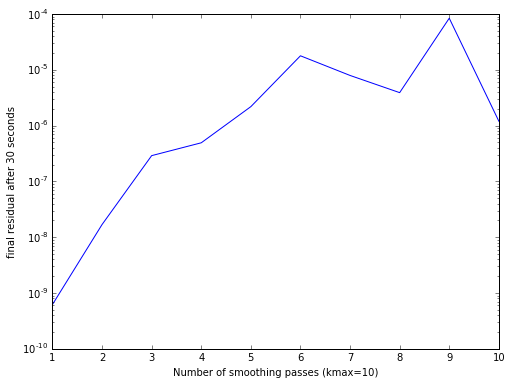 10^-4
10^-5
10^-6
10^-7
10^-8
10^-9
10^-10
final residual after 30 seconds
1 2 3 4 5 6 7 8 9 10
Number of smoothing passes (kmax=10)